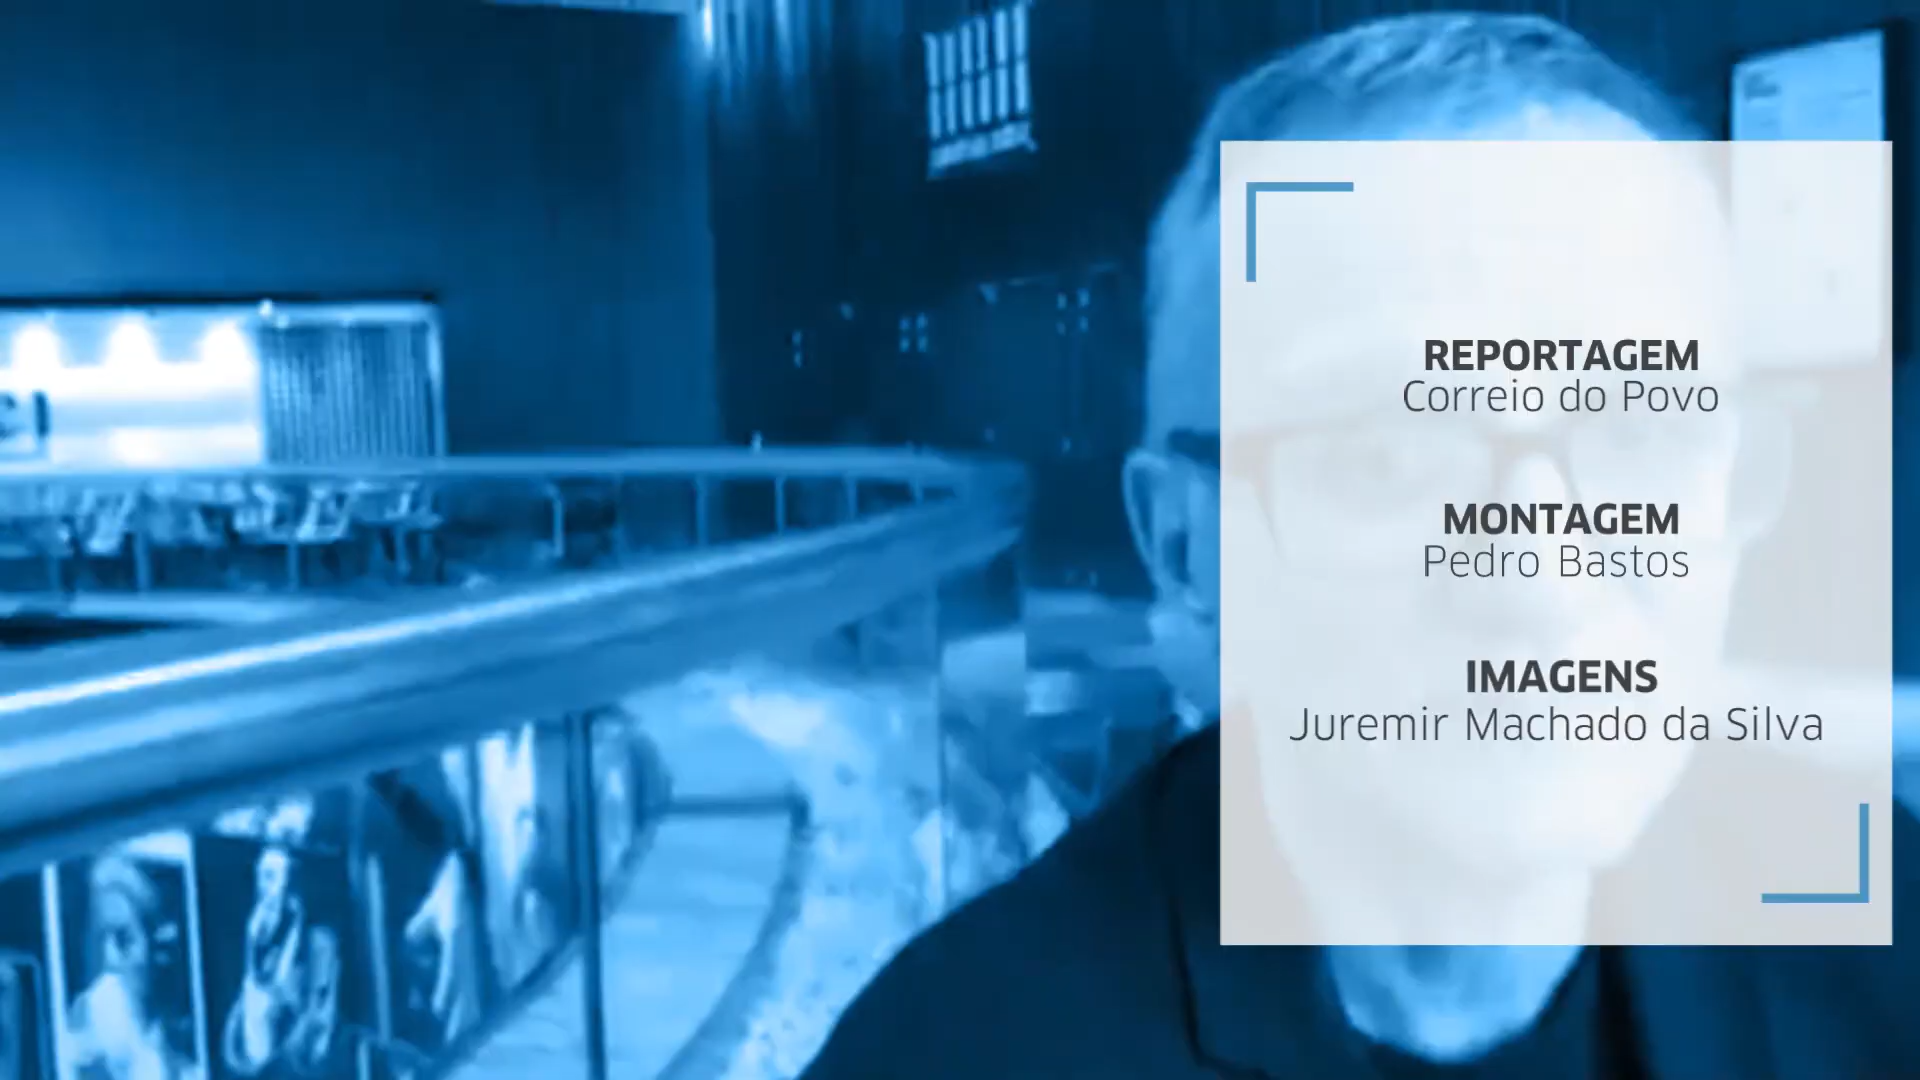 REPORTAGEM
Correio do Povo
MONTAGEM
Pedro Bastos
IMAGENS
Juremir Machado da Silva